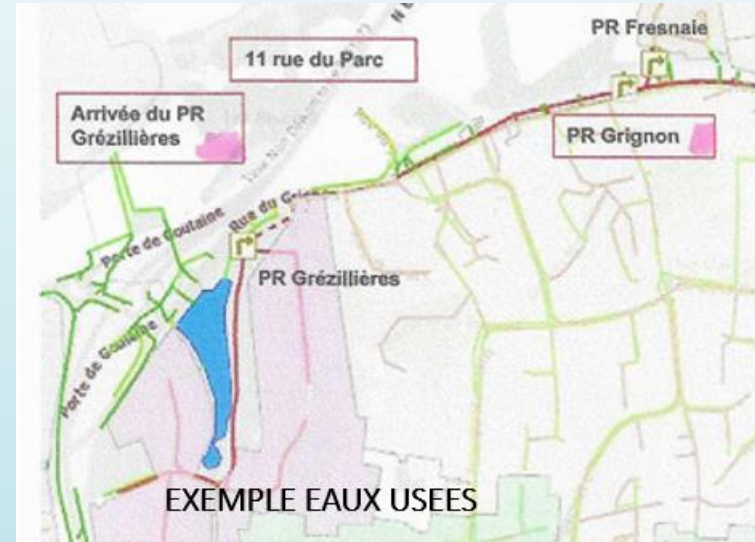 PR Fresnaie
11 rue du Parc
Arrivée du PR
Grézillières
PR Grignon
Rue du
Porte de Goulaine
PR Grézillières
Porte de Goulaine
EXEMPLE EAUX USEES